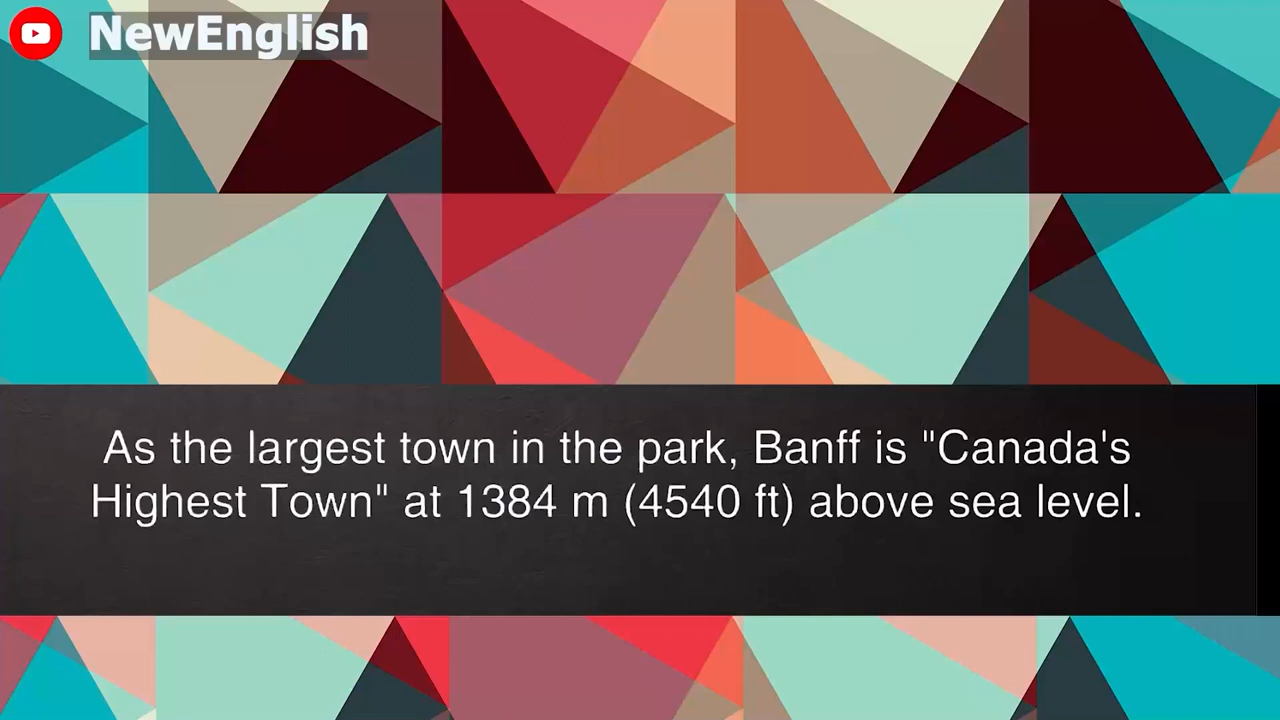 NewEnglish
As the largest town in the park, Banff is "Canada's
Highest Town" at 1384 m (4540 ft) above sea level.